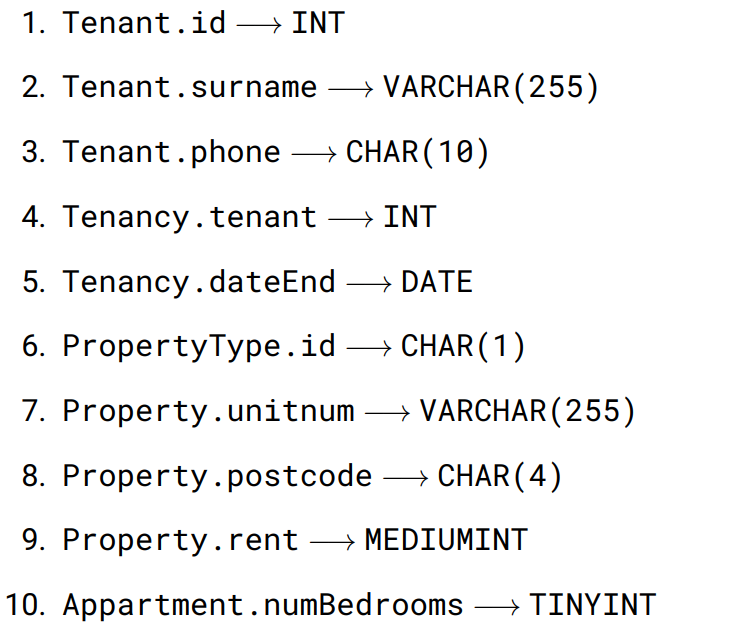 1. Tenant.id ⟶ INT
2. Tenant.surname ⟶ VARCHAR(255)
3. Tenant.phone ⟶ CHAR(10)
4. Tenancy.tenant ⟶ INT
5. Tenancy.dateEnd ⟶ DATE
6. PropertyType.id ⟶ CHAR(1)
7. Property.unitnum ⟶ VARCHAR(255)
8. Property.postcode ⟶ CHAR(4)
9. Property.rent ⟶ MEDIUMINT
10. Appartment.numBedrooms ⟶ TINYINT